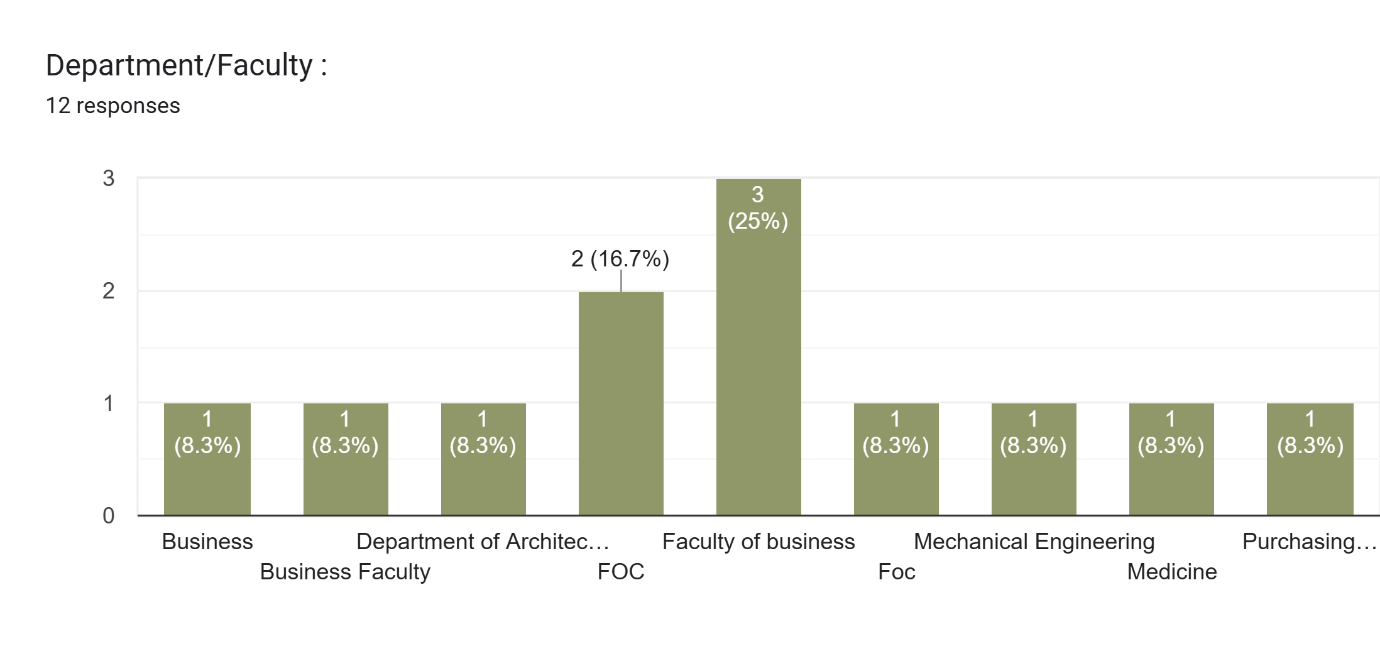 Department/Faculty :
12 responses
3
2
1
0
1
(8.3%)
1
(8.3%)
1
(8.3%)
2 (16.7%)
3
(25%)
1
(8.3%)
1
(8.3%)
1
(8.3%)
1
(8.3%)
Business
Business Faculty
Department of Architec…
FOC
Faculty of business
Foc
Mechanical Engineering
Medicine
Purchasing…